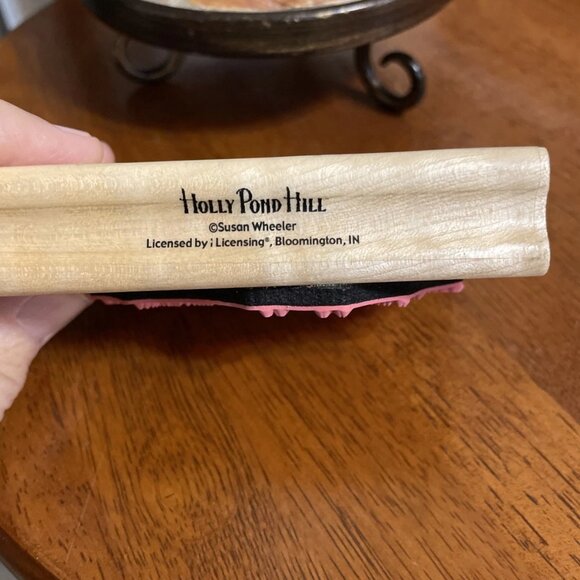 Holly Pond Hill
©Susan Wheeler
Licensed by i Licensing®, Bloomington, IN